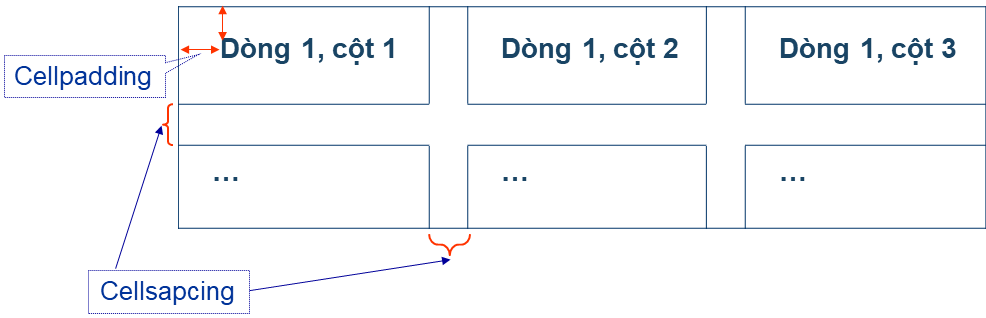 Dòng 1, cột 1
Dòng 1, cột 2
Dòng 1, cột 3
Cellpadding
...
...
...
Cellsapcing